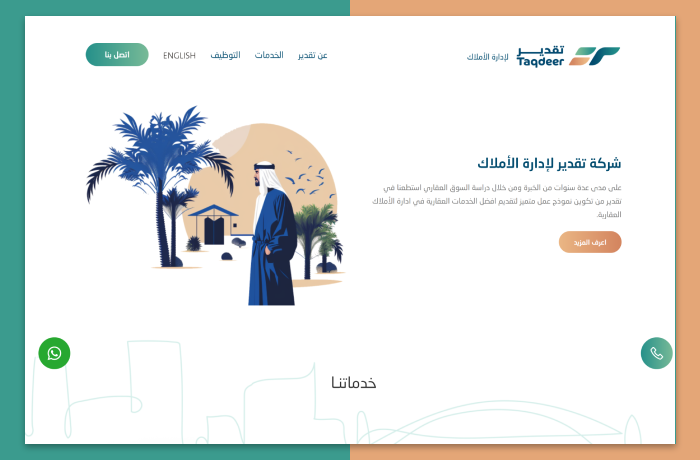 تقدير
Taqdeer
لإدارة الأملاك
عن تقدير
الخدمات
التوظيف
ENGLISH
اتصل بنا
شركة تقدير لإدارة الأملاك
على مدى عدة سنوات من الخبرة ومن خلال دراسة السوق العقاري استطعنا في
تقدير من تكوين نموذج عمل متميز لتقديم افضل الخدمات العقارية في ادارة الأملاك
العقارية.
اعرف المزيد
خدماتنا